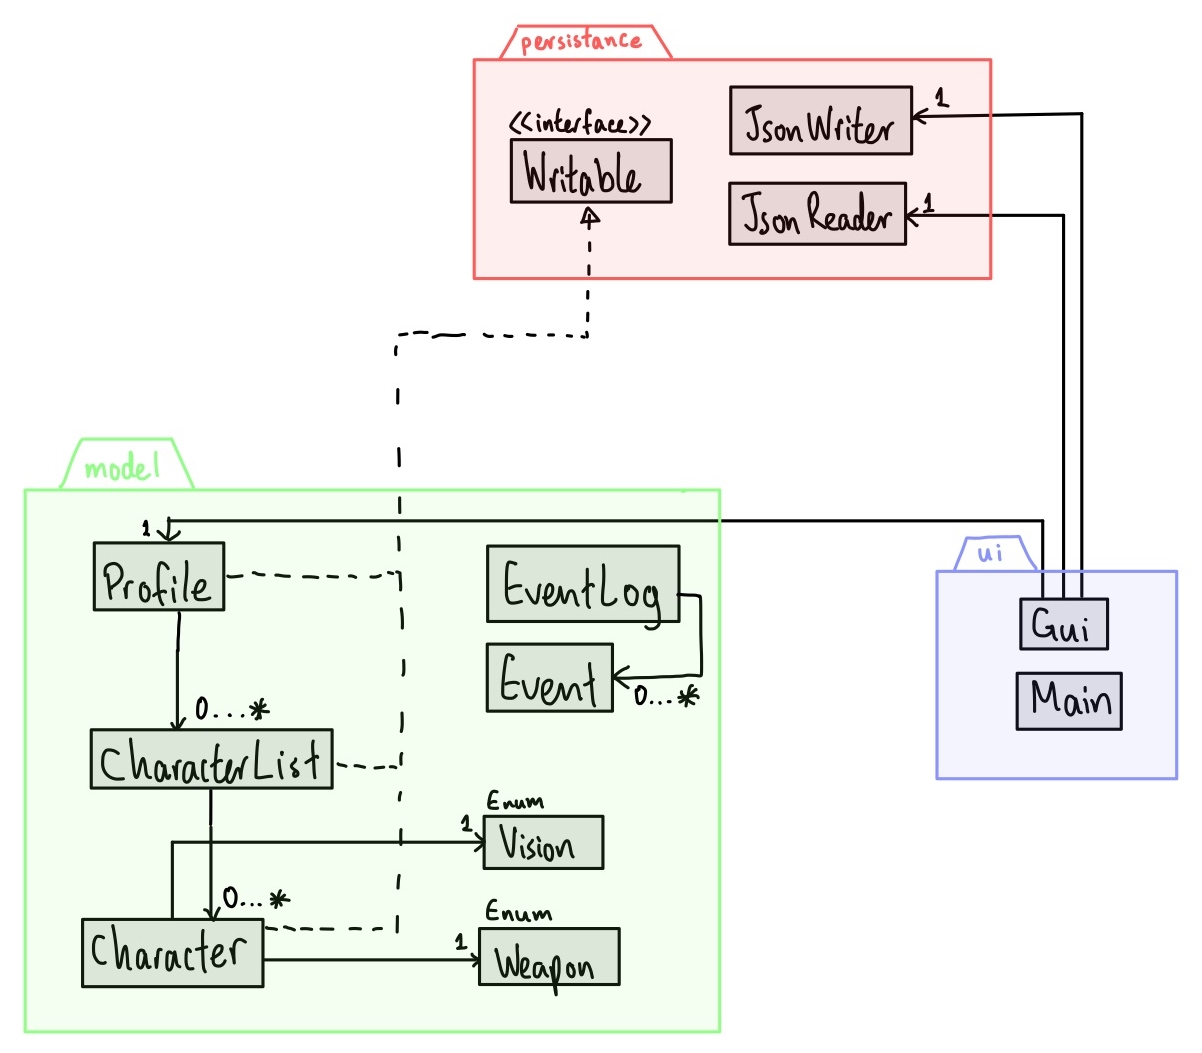 persistance
<<interface>>
Writable
JsonWriter
1
JsonReader
1
model
1
Profile
EventLog
Event
0...*
0...*
CharacterList
Enum
1
Vision
0...*
Character
Enum
1
Weapon
ui
Gui
Main